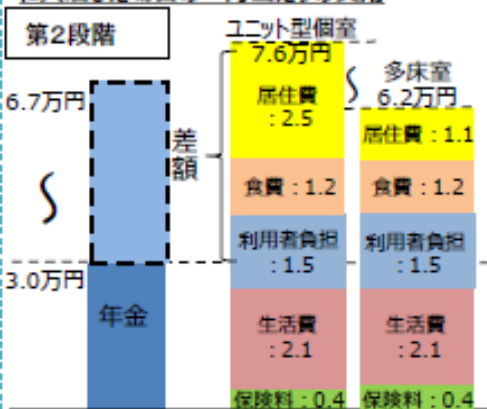 第2段階
ユニット型個室
7.6万円
多床室
6.2万円
6.7万円
～
3.0万円
年金
差額
～
居住費
：2.5
食費：1.2
利用者負担
：1.5
生活費
：2.1
保険料：0.4
居住費：1.1
食費：1.2
利用者負担
：1.5
生活費
：2.1
保険料：0.4